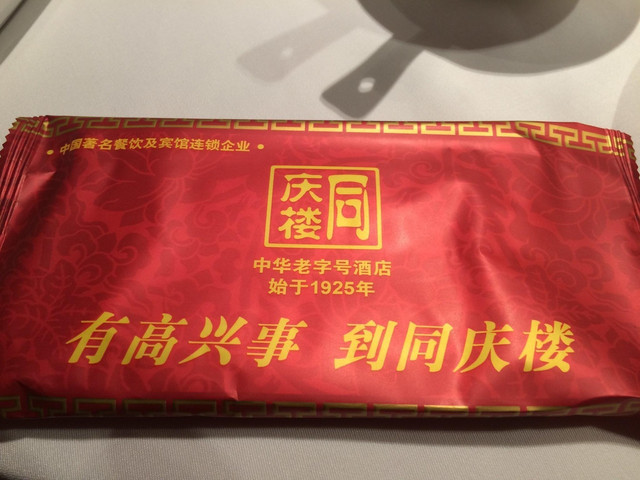 •中国著名餐饮及宾馆连锁企业•
同庆楼
中华老字号酒店
始于1925年
有高兴事 到同庆楼